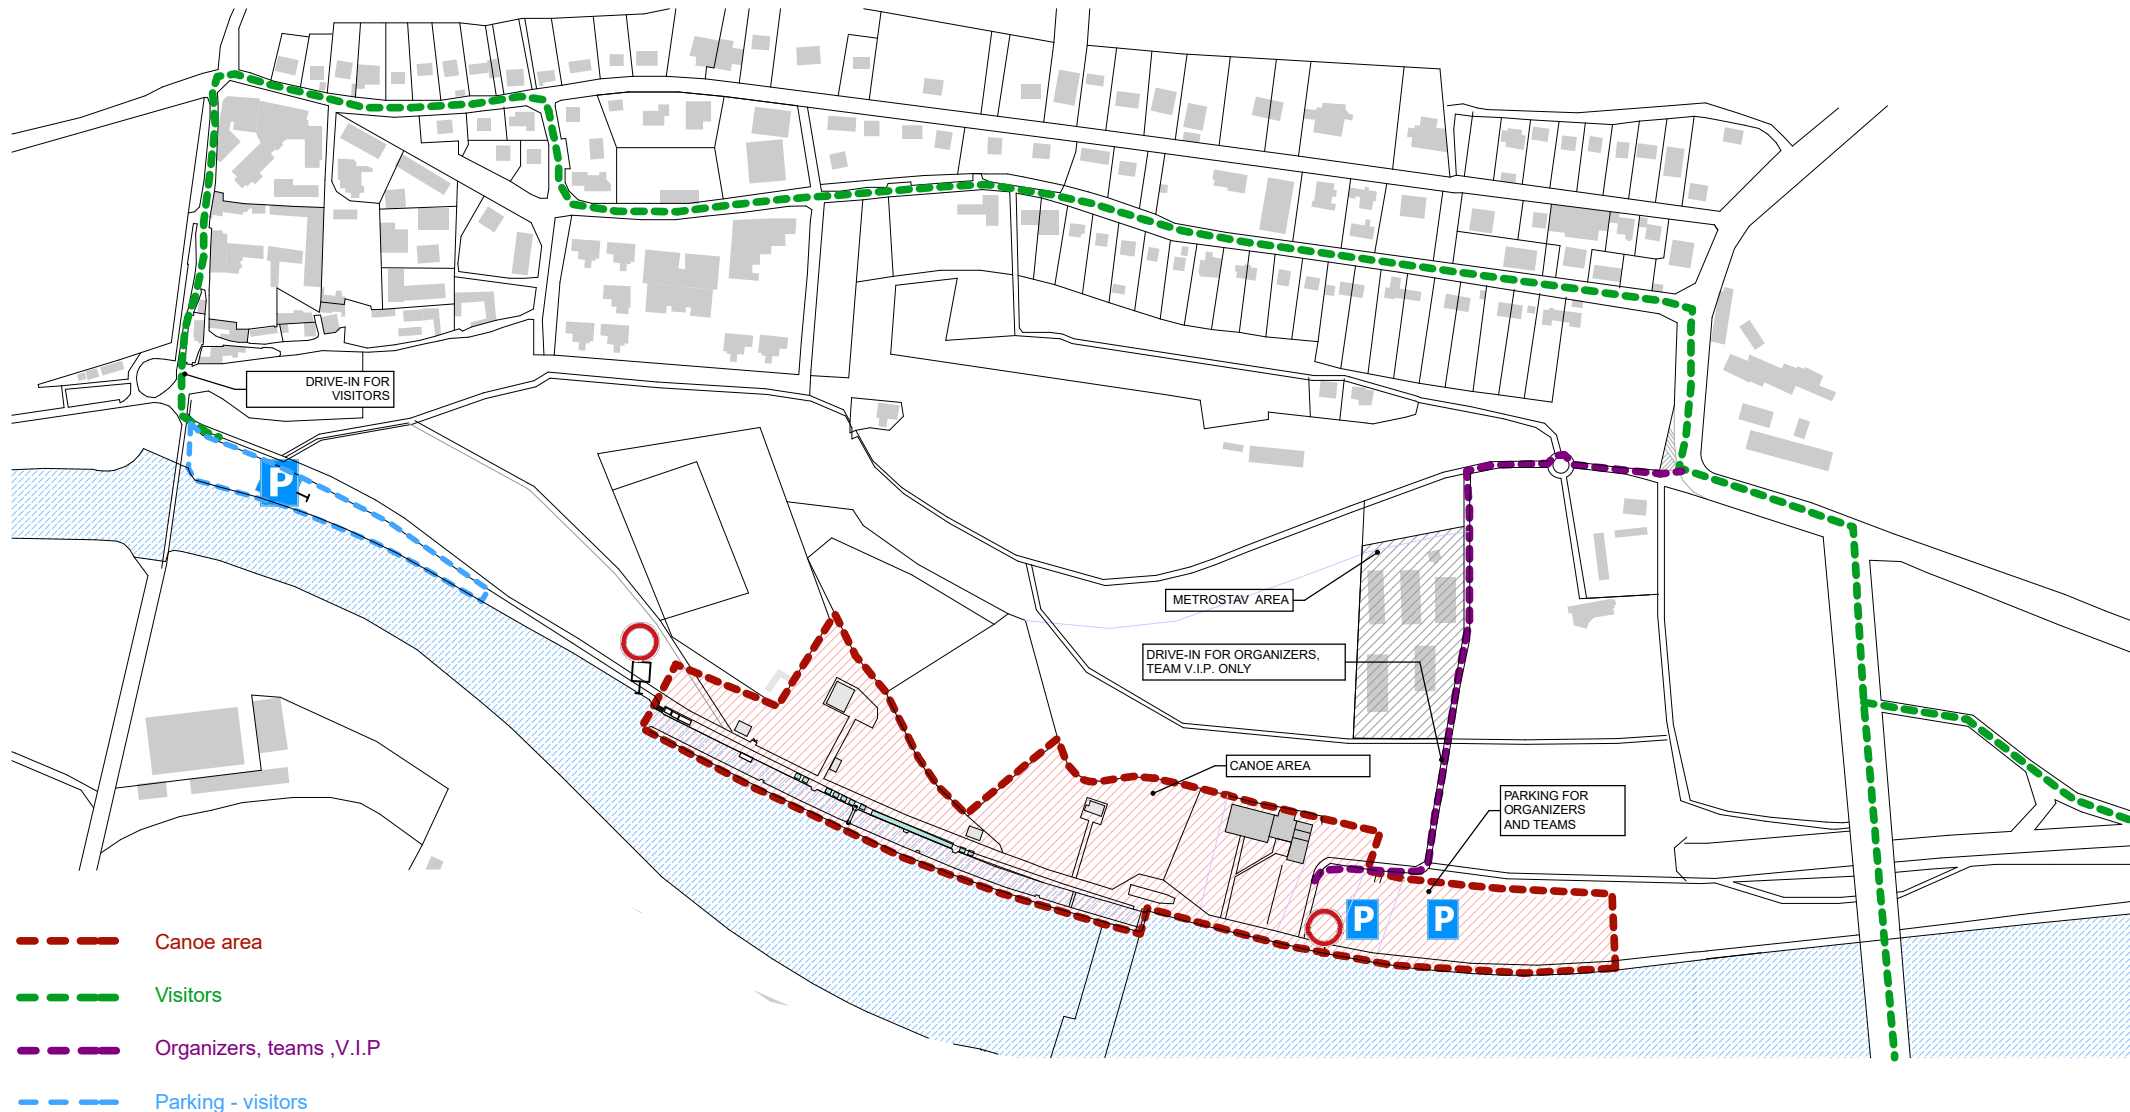 DRIVE-IN FOR
VISITORS
P
METROSTAV AREA
DRIVE-IN FOR ORGANIZERS,
TEAM V.I.P. ONLY
CANOE AREA
PARKING FOR
ORGANIZERS
AND TEAMS
P
P
Canoe area
Visitors
Organizers, teams ,V.I.P
Parking - visitors